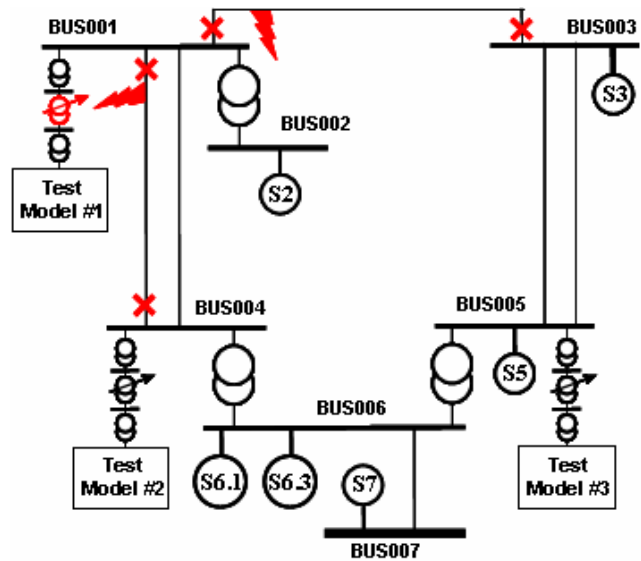 BUS001
BUS003
BUS002
S3
Test
Model #1
S2
BUS004
BUS005
S5
BUS006
Test
Model #2
S6.1
S6.3
S7
Test
Model #3
BUS007